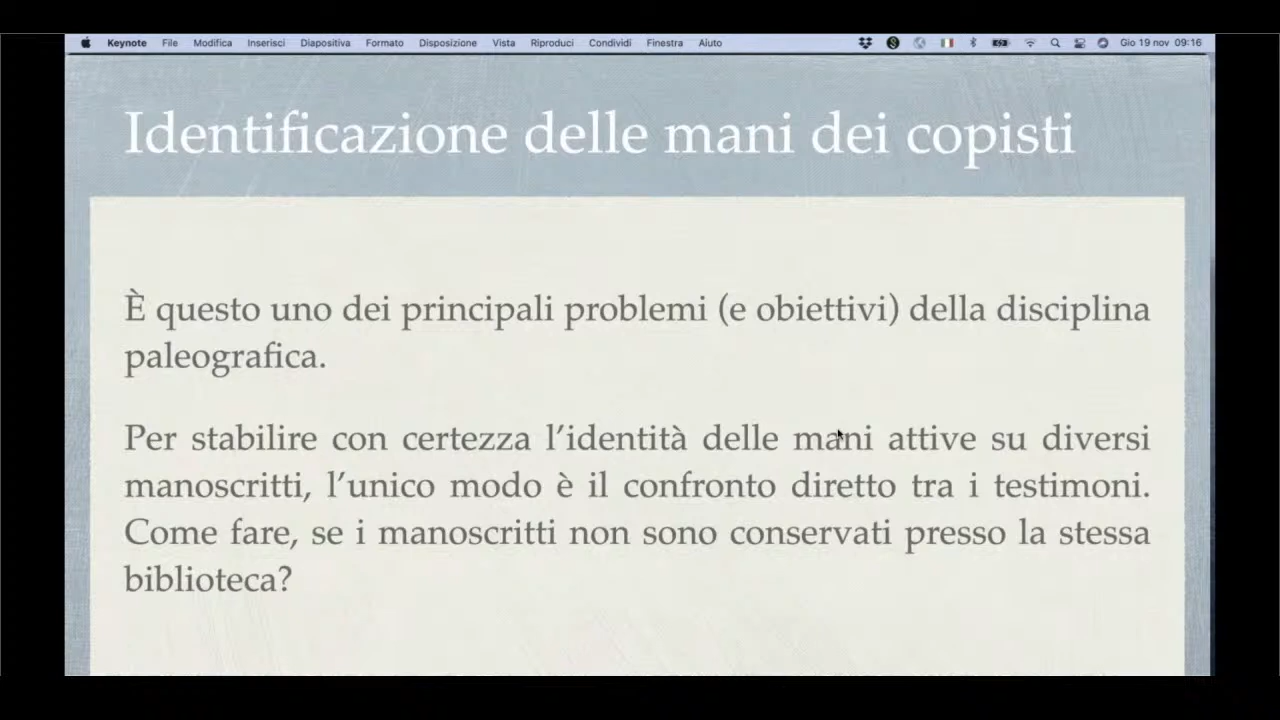 Keynote File Modifica Inserisci Diapositiva Formato Disposizione Vista Riproduci Condividi Finestra Aiuto Gio 19 nov 09:16
Identificazione delle mani dei copisti
È questo uno dei principali problemi (e obiettivi) della disciplina
paleografica.
Per stabilire con certezza l’identità delle mani attive su diversi
manoscritti, l’unico modo è il confronto diretto tra i testimoni.
Come fare, se i manoscritti non sono conservati presso la stessa
biblioteca?